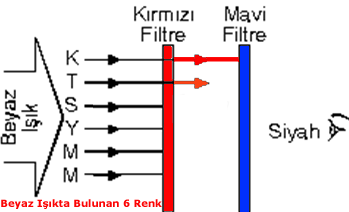 Kırmızı Filtre
Mavi Filtre
Beyaz Işık
K
T
S
Y
M
M
Siyah
Beyaz Işıkta Bulunan 6 Renk